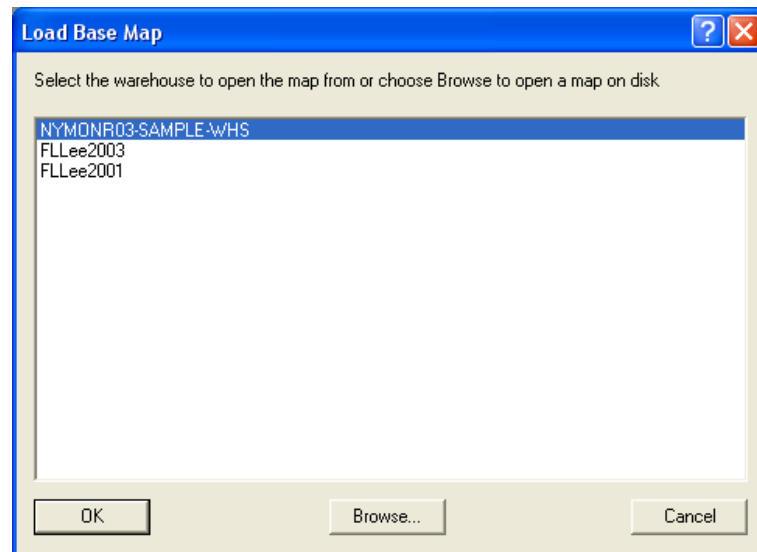 Load Base Map
Select the warehouse to open the map from or choose Browse to open a map on disk
NYMONR03-SAMPLE-WHS
FLLee2003
FLLee2001
OK
Browse...
Cancel